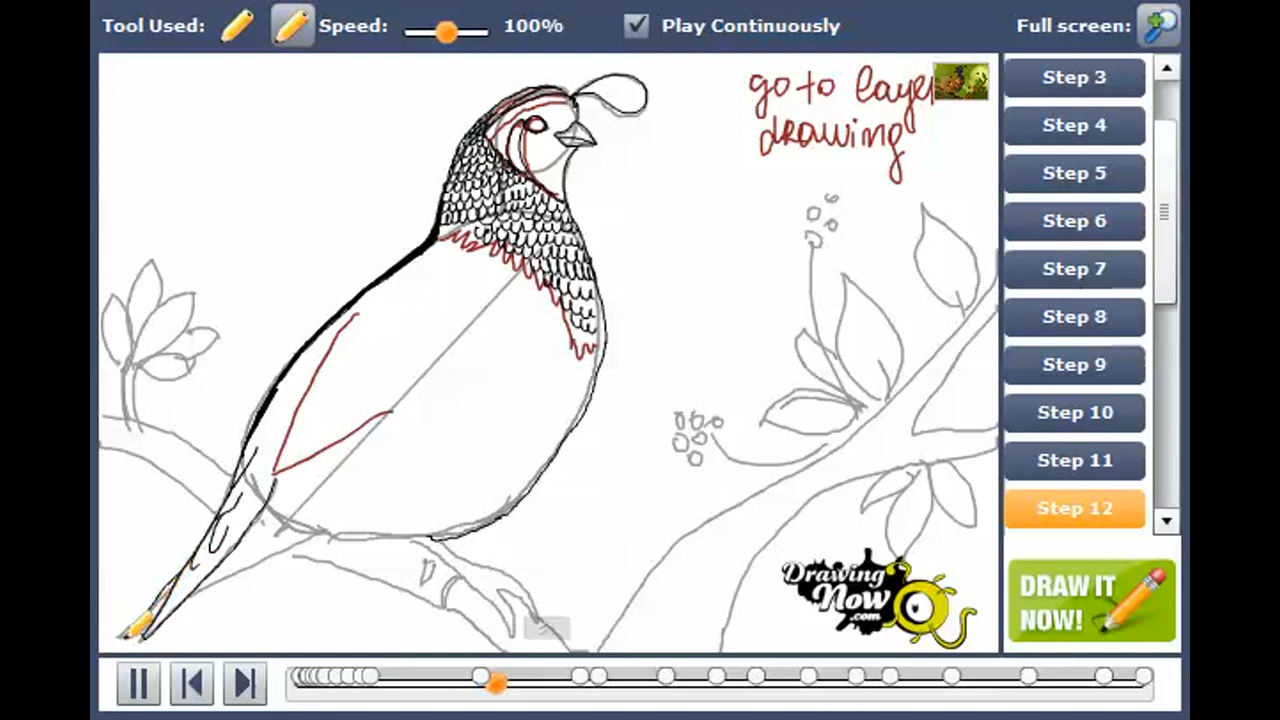 Tool Used: Speed: 100% Play Continuously Full screen:
go to layer
drawing
Step 3
Step 4
Step 5
Step 6
Step 7
Step 8
Step 9
Step 10
Step 11
Step 12
Drawing
Now
.com
DRAW IT
NOW!